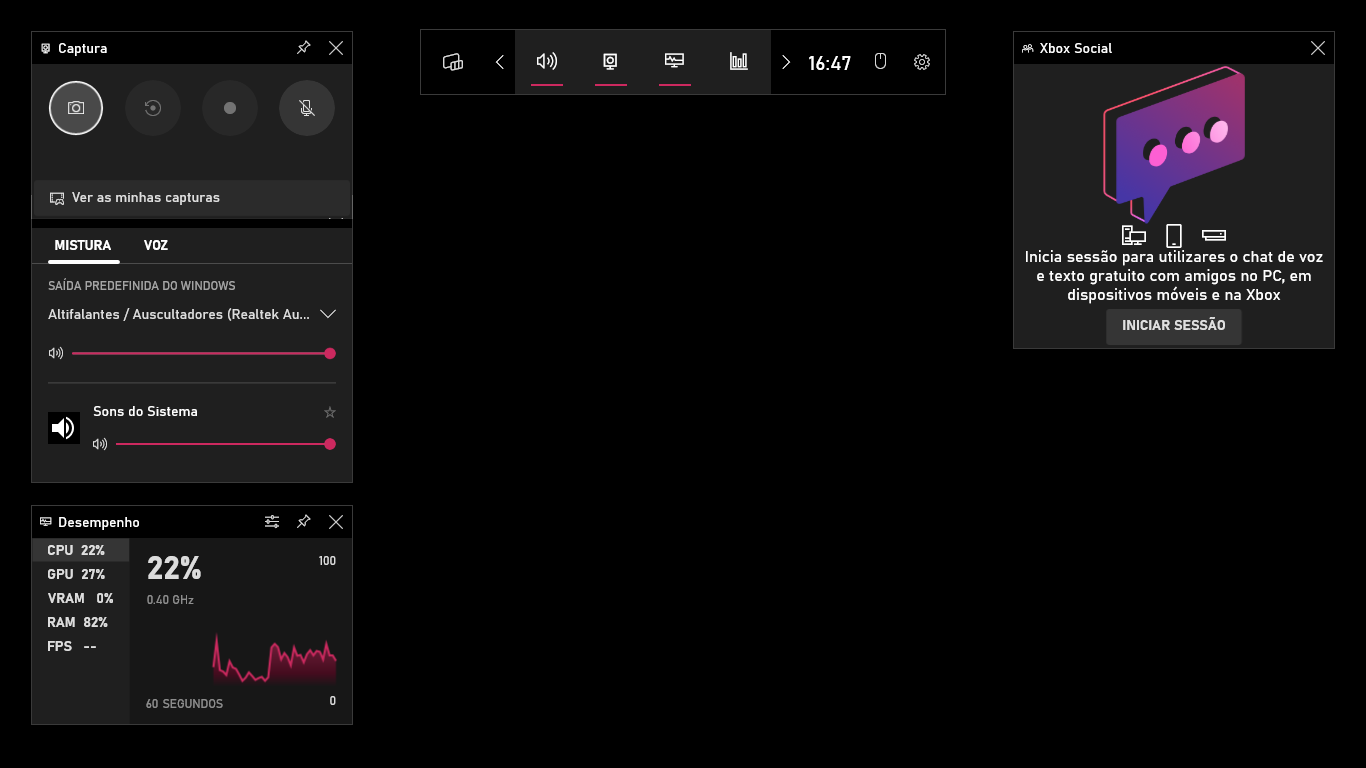 Captura
Ver as minhas capturas
MISTURA VOZ
SAÍDA PREDEFINIDA DO WINDOWS
Altifalantes / Auscultadores (Realtek Au...
Sons do Sistema
Desempenho
CPU 22%
GPU 27%
VRAM 0%
RAM 82%
FPS --
22%
100
0.40 GHz
60 SEGUNDOS
0
16:47
Xbox Social
Inicia sessão para utilizares o chat de voz
e texto gratuito com amigos no PC, em
dispositivos móveis e na Xbox
INICIAR SESSÃO